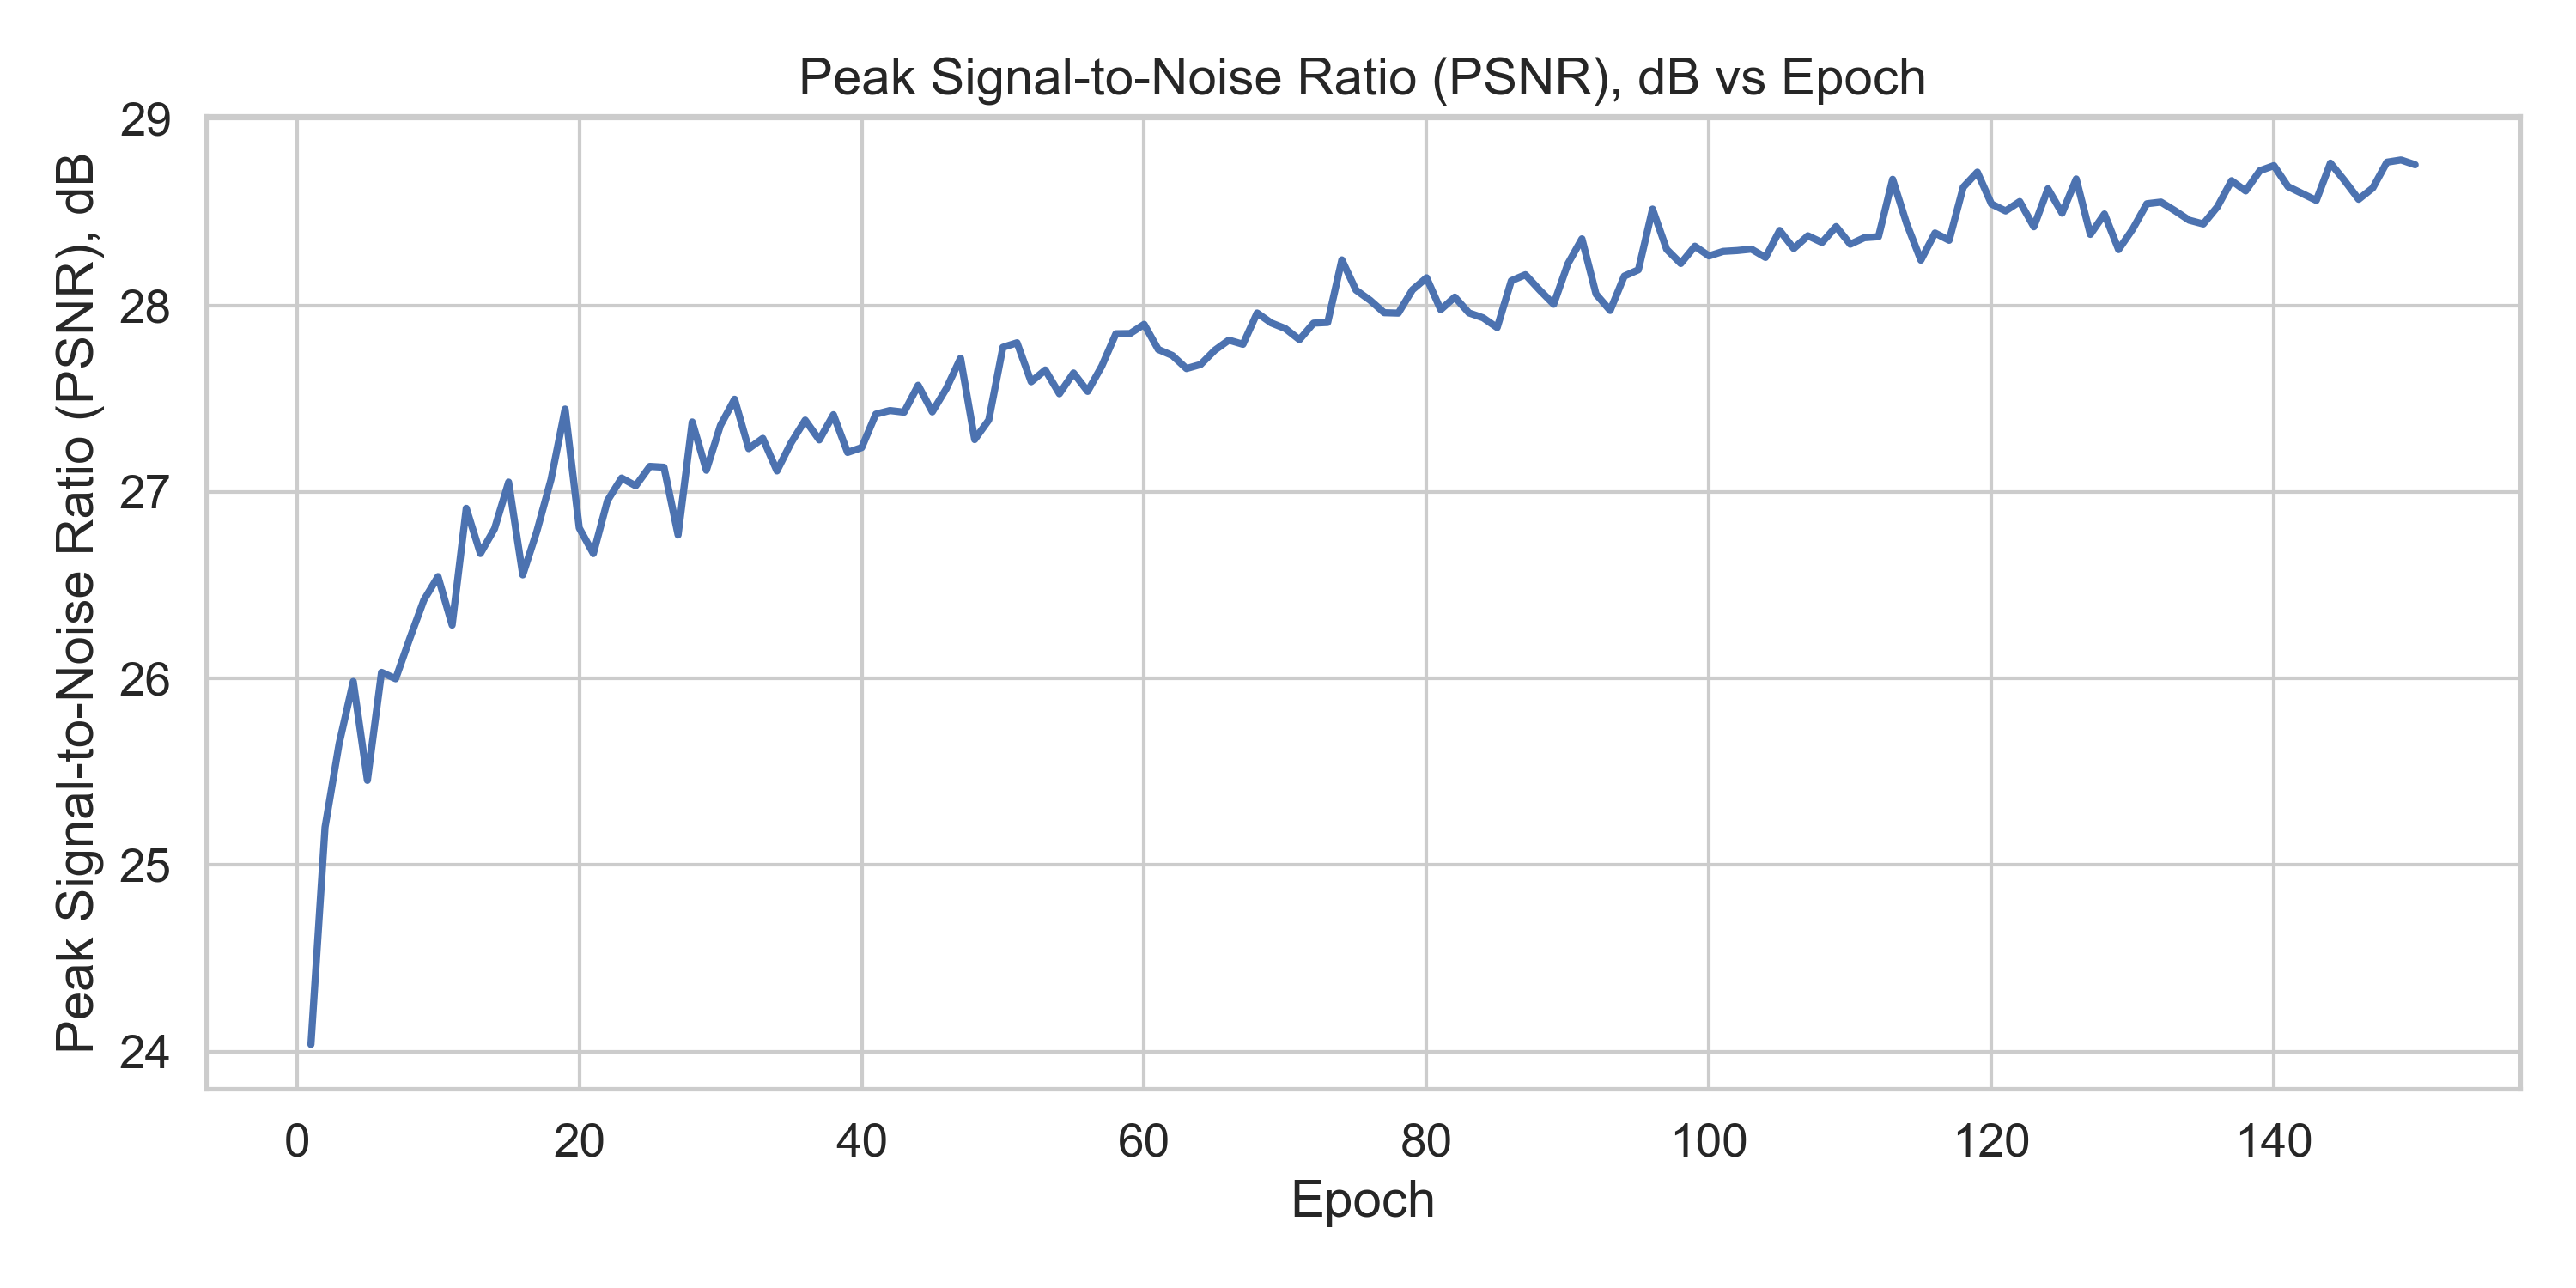 Peak Signal-to-Noise Ratio (PSNR), dB vs Epoch
Peak Signal-to-Noise Ratio (PSNR), dB
29
28
27
26
25
24
0 20 40 60 80 100 120 140
Epoch